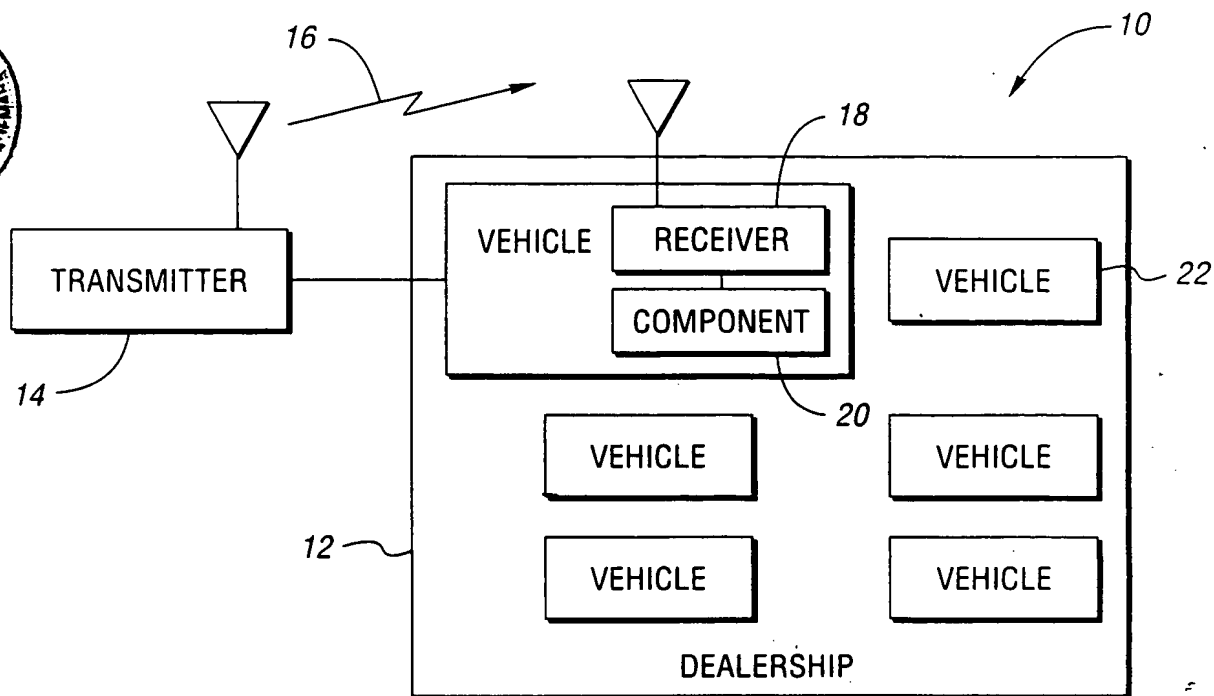 16
10
18
VEHICLE
RECEIVER
TRANSMITTER
VEHICLE
22
COMPONENT
14
20
VEHICLE
VEHICLE
12
VEHICLE
VEHICLE
DEALERSHIP